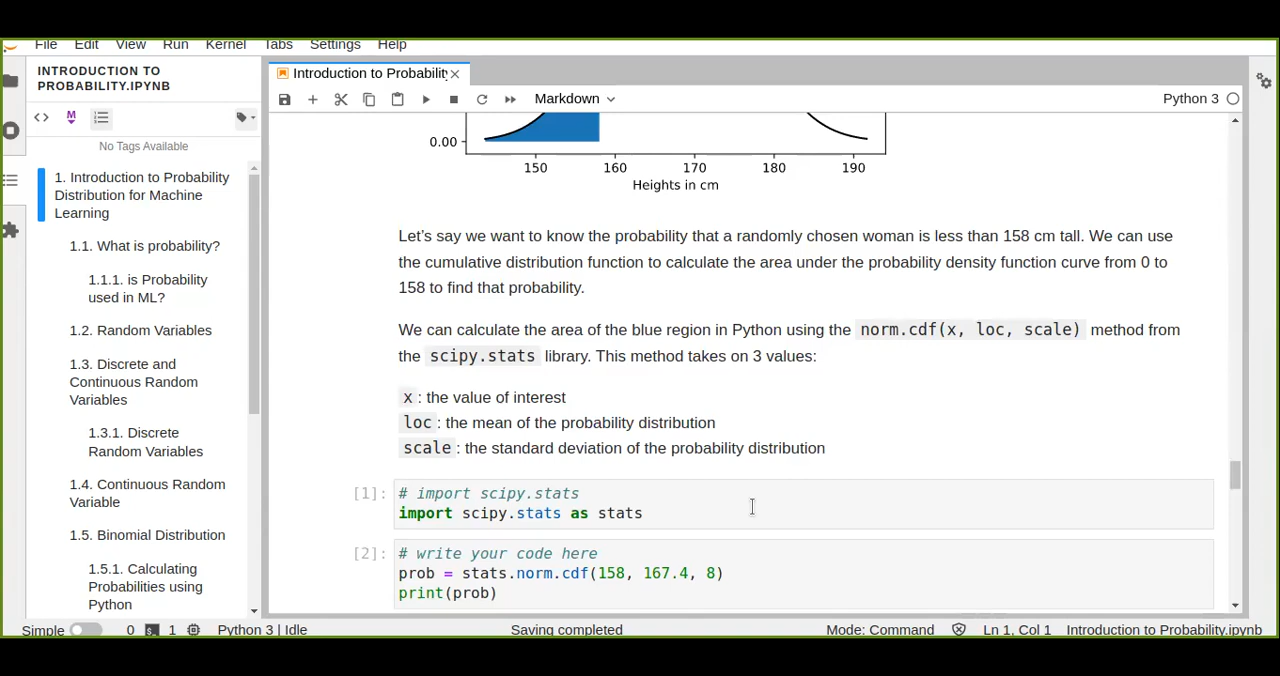 File Edit View Run Kernel Tabs Settings Help
INTRODUCTION TO
PROBABILITY.IPYNB
No Tags Available
1. Introduction to Probability
Distribution for Machine
Learning
1.1. What is probability?
1.1.1. is Probability
used in ML?
1.2. Random Variables
1.3. Discrete and
Continuous Random
Variables
1.3.1. Discrete
Random Variables
1.4. Continuous Random
Variable
1.5. Binomial Distribution
1.5.1. Calculating
Probabilities using
Python
Introduction to Probability
Markdown
Python 3
0.00
150 160 170 180 190
Heights in cm
Let’s say we want to know the probability that a randomly chosen woman is less than 158 cm tall. We can use
the cumulative distribution function to calculate the area under the probability density function curve from 0 to
158 to find that probability.
We can calculate the area of the blue region in Python using the norm.cdf(x, loc, scale) method from
the scipy.stats library. This method takes on 3 values:
x : the value of interest
loc : the mean of the probability distribution
scale : the standard deviation of the probability distribution
[1]: # import scipy.stats
import scipy.stats as stats
[2]: # write your code here
prob = stats.norm.cdf(158, 167.4, 8)
print(prob)
Simple 0 1 Python 3 | Idle Saving completed Mode: Command Ln 1, Col 1 Introduction to Probability.ipynb